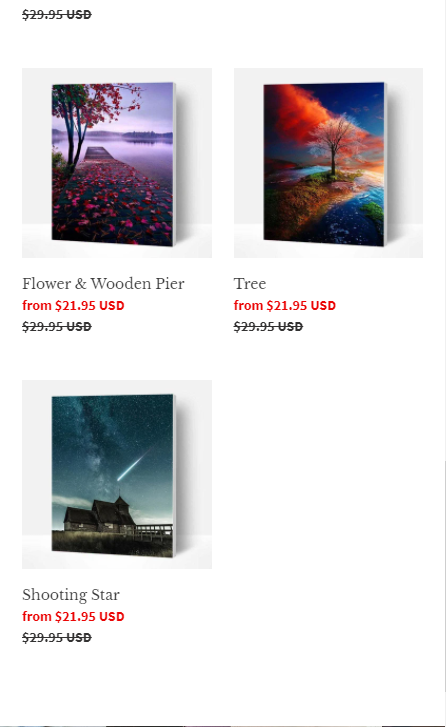 $29.95 USD
Flower & Wooden Pier
from $21.95 USD
$29.95 USD
Tree
from $21.95 USD
$29.95 USD
Shooting Star
from $21.95 USD
$29.95 USD